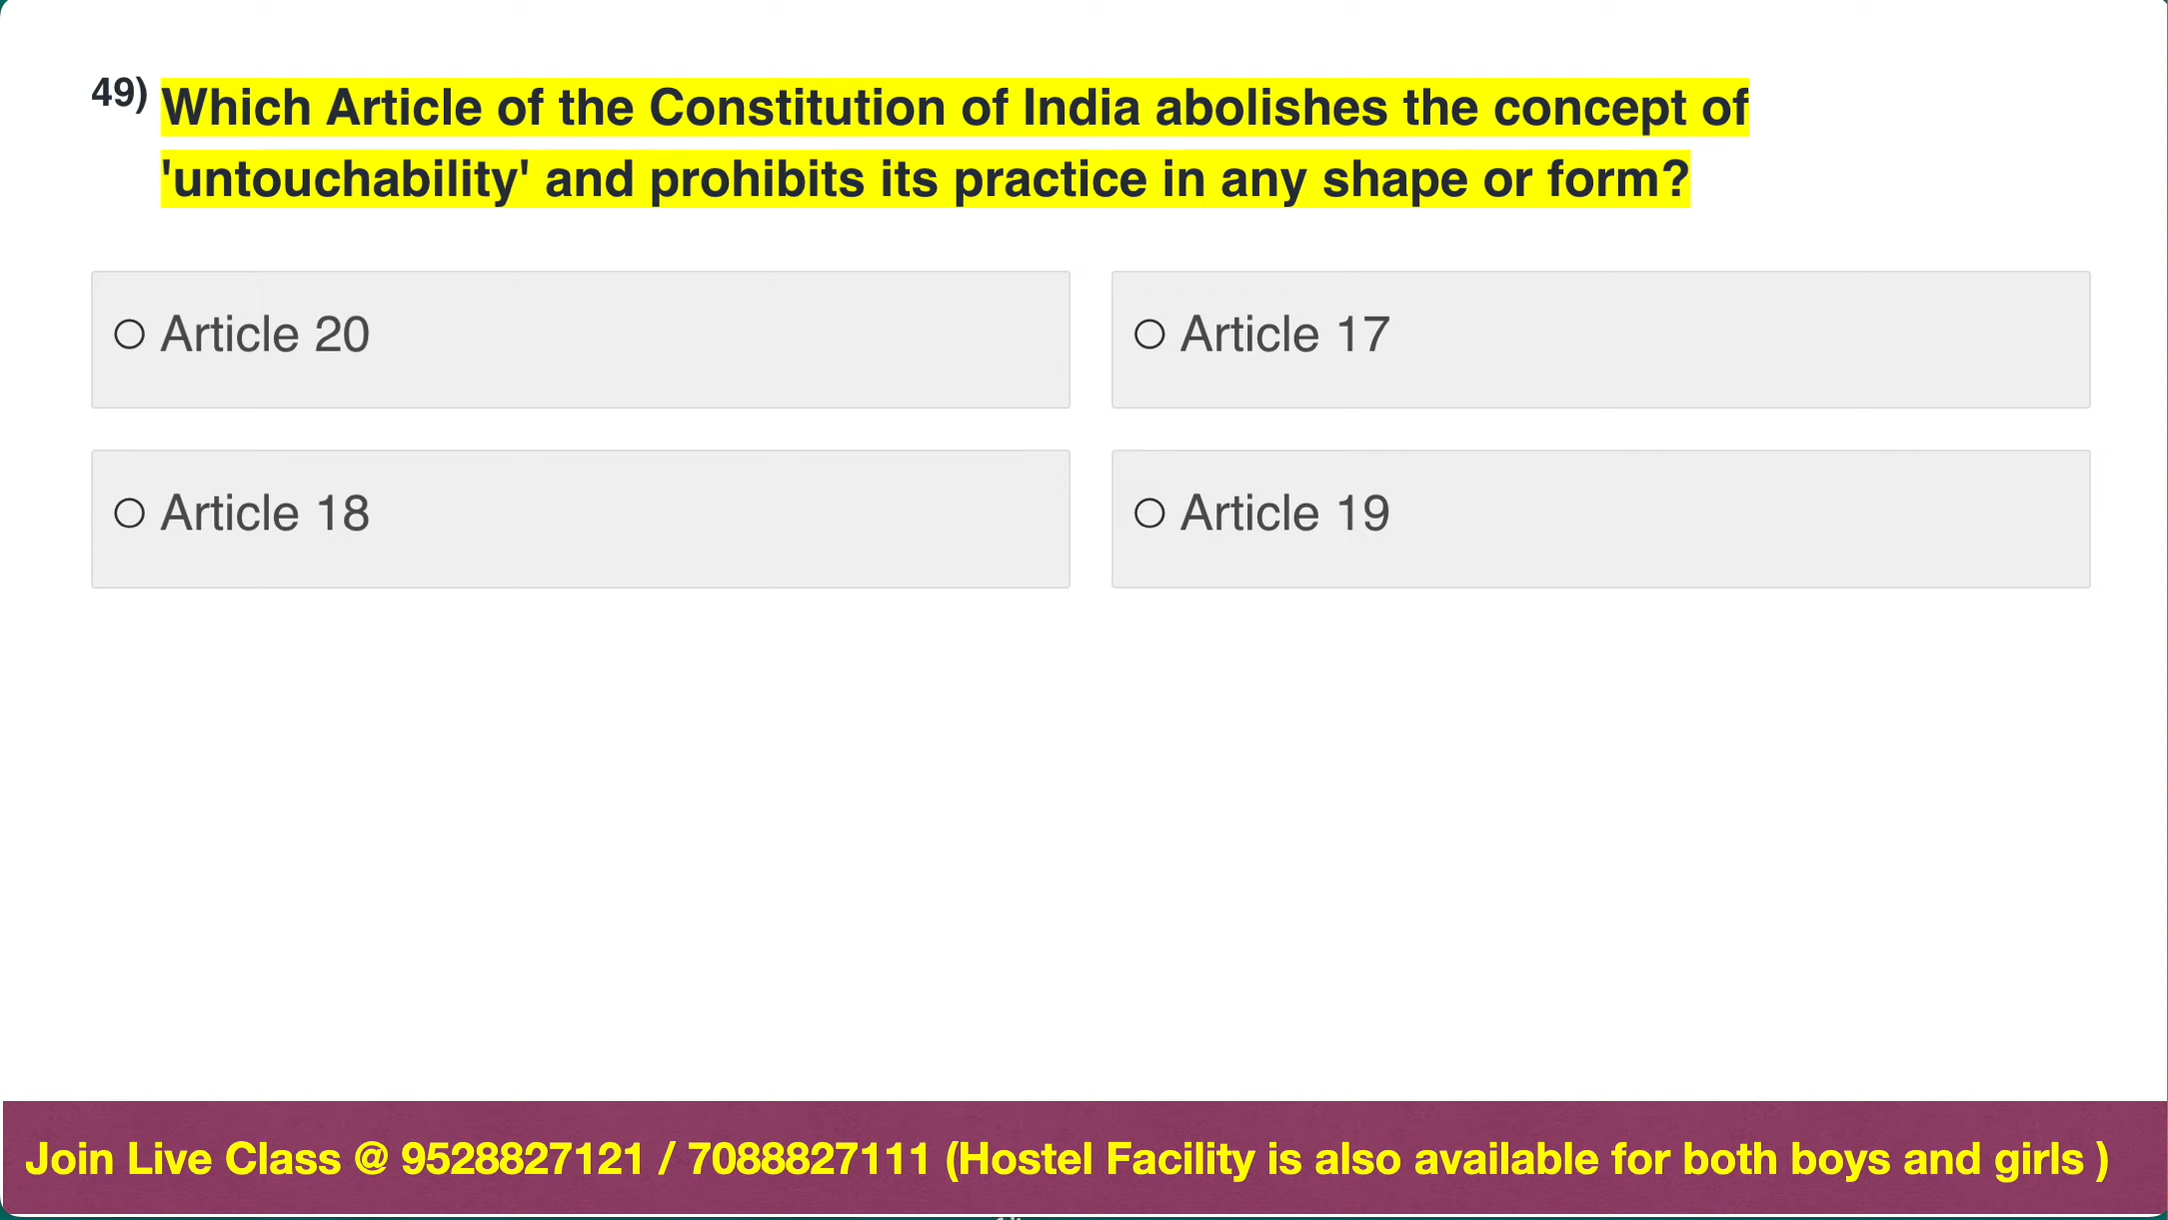 49) Which Article of the Constitution of India abolishes the concept of
'untouchability' and prohibits its practice in any shape or form?
Article 20
Article 17
Article 18
Article 19
Join Live Class @ 9528827121 / 7088827111 (Hostel Facility is also available for both boys and girls )